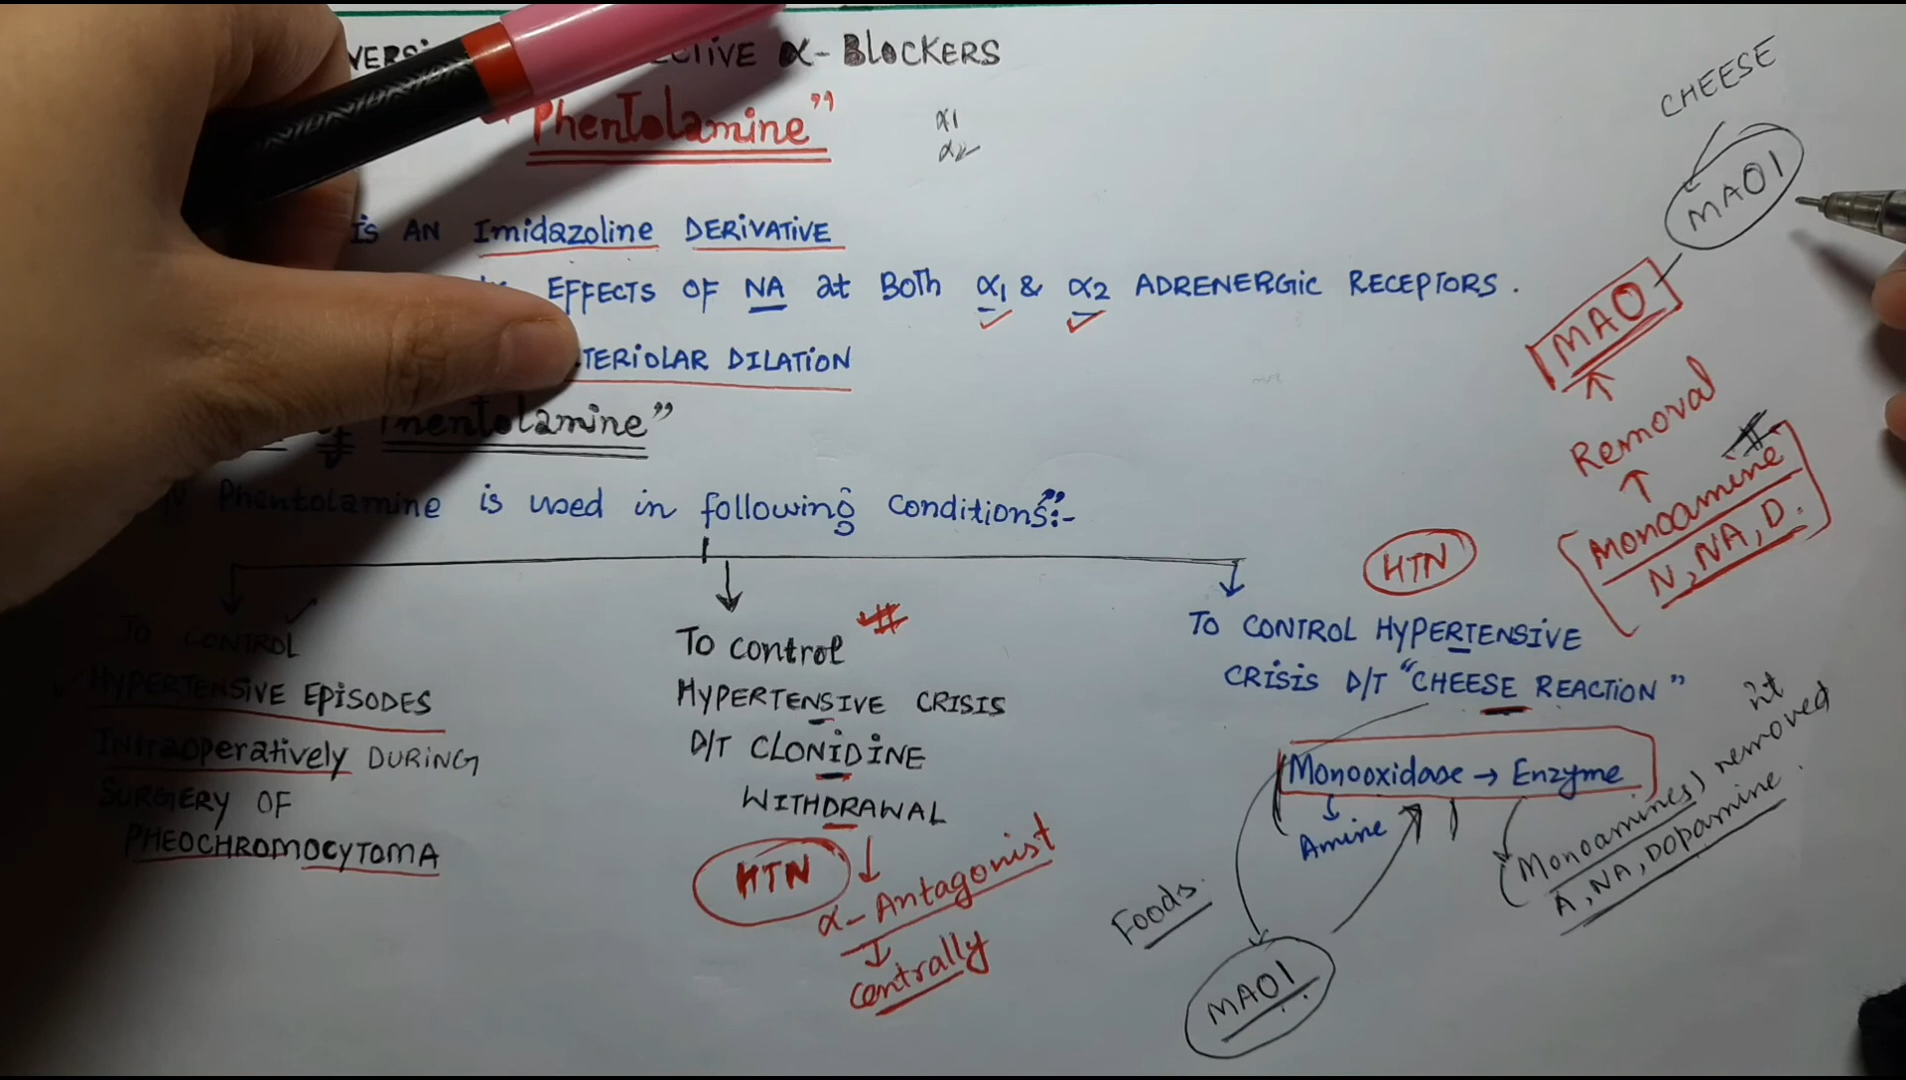 α- BLOCKERS
Phentolamine”
α1
α2
is AN Imidazoline DERiVATIVE
EFFECTS OF NA at Both α1 & α2 ADRENERGIC RECEPTORS.
TERIOLAR DILATION
of Phentolamine”
Phentolamine is used in following Conditions”:-
To CONTROL
HYPERTENSIVE EPiSODES
Intraoperatively DURING
SURGERY OF
PHEOCHROMOCYTOMA
To control #
HYPERTENSIVE CRISIS
D/T CLONIDINE
WITHDRAWAL
HTN
α- Antagonist
centrally
HTN
TO CONTROL HYPERTENSiVE
CRISIS D/T “CHEESE REACTION”
Monooxidase → Enzyme
Amine
Foods.
MAOI
(Monoamines) n't removed
A, NA, DOPAMINE.
CHEESE
MAOI
MAO
Removal
Monoamine #
N, NA, D.